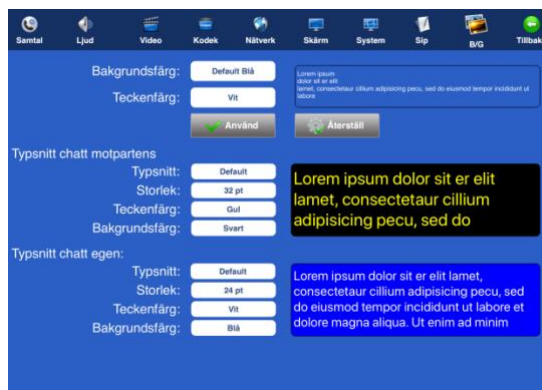 Samtal Ljud Video Kodek Nätverk Skärm System Sip B/G Tillbak
Bakgrundsfärg: Default Blå
Teckenfärg: Vit
Lorem ipsum
dolor sit er elit
lamet, consectetaur cillium adipisicing pecu, sed do eiusmod tempor incididunt ut
labore
Använd Återställ
Typsnitt chatt motpartens
Typsnitt: Default
Storlek: 32 pt
Teckenfärg: Gul
Bakgrundsfärg: Svart
Lorem ipsum dolor sit er elit
lamet, consectetaur cillium
adipisicing pecu, sed do
Typsnitt chatt egen:
Typsnitt: Default
Storlek: 24 pt
Teckenfärg: Vit
Bakgrundsfärg: Blå
Lorem ipsum dolor sit er elit lamet,
consectetaur cillium adipisicing pecu, sed
do eiusmod tempor incididunt ut labore et
dolore magna aliqua. Ut enim ad minim